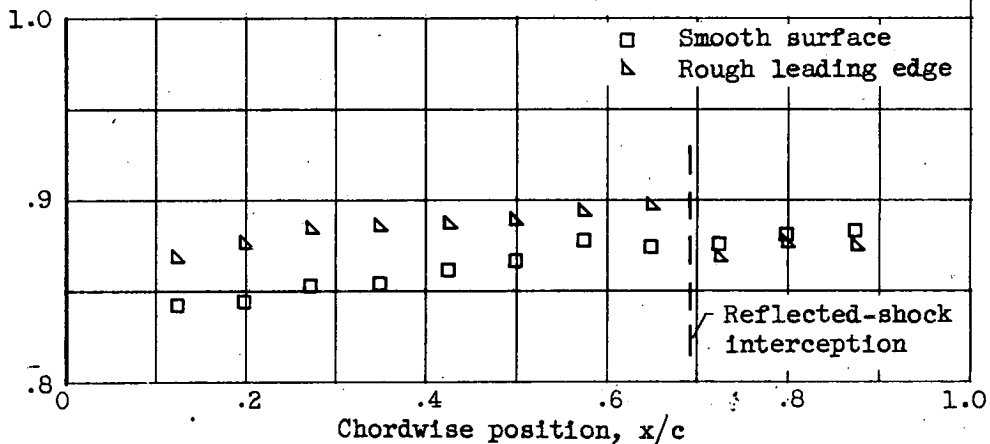 1.0
Smooth surface
Rough leading edge
.9
Reflected-shock
interception
.8
0 .2 .4 .6 .8 1.0
Chordwise position, x/c